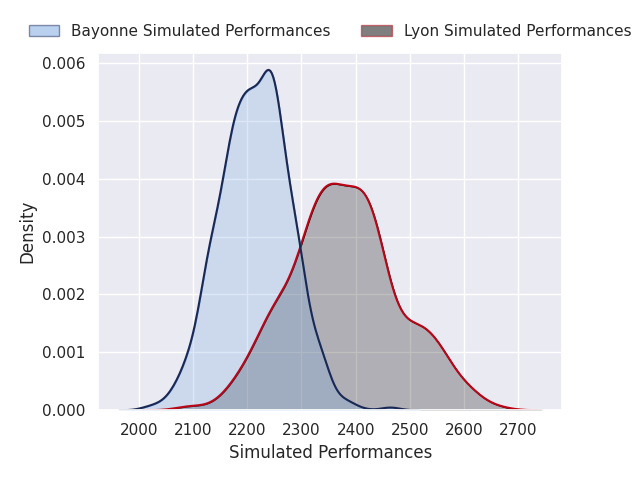 Bayonne Simulated Performances
Lyon Simulated Performances
0.006
0.005
0.004
0.003
0.002
0.001
0.000
Density
2000 2100 2200 2300 2400 2500 2600 2700
Simulated Performances